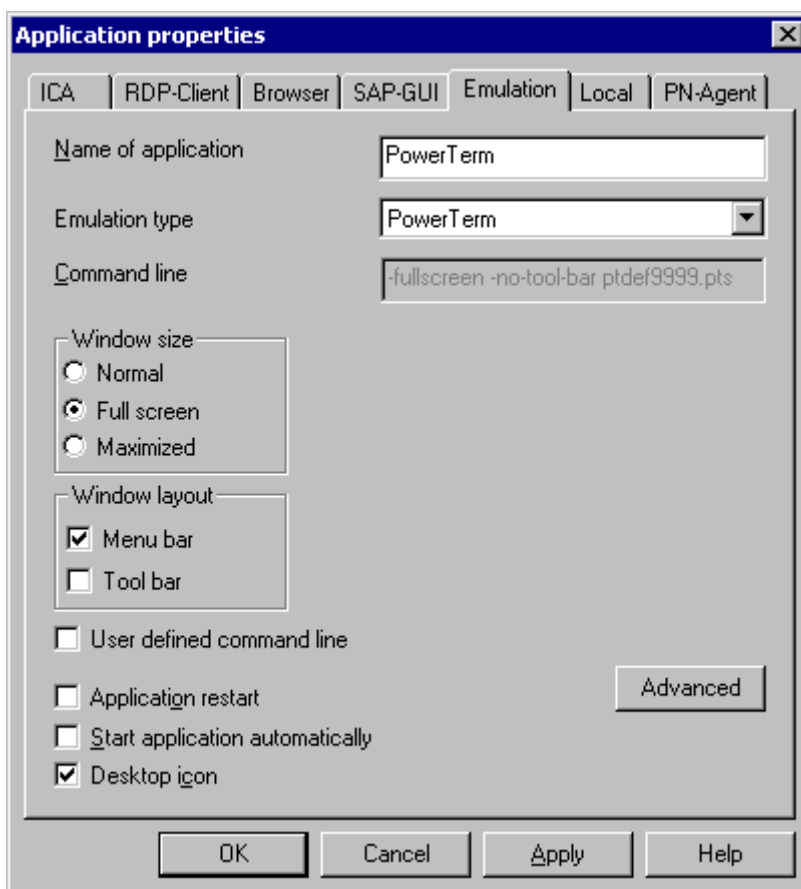 Application properties
ICA RDP-Client Browser SAP-GUI Emulation Local PN-Agent
Name of application PowerTerm
Emulation type PowerTerm
Command line -fullscreen -no-tool-bar ptdef9999.pts
Window size
Normal
Full screen
Maximized
Window layout
Menu bar
Tool bar
User defined command line
Application restart
Advanced
Start application automatically
Desktop icon
OK Cancel Apply Help